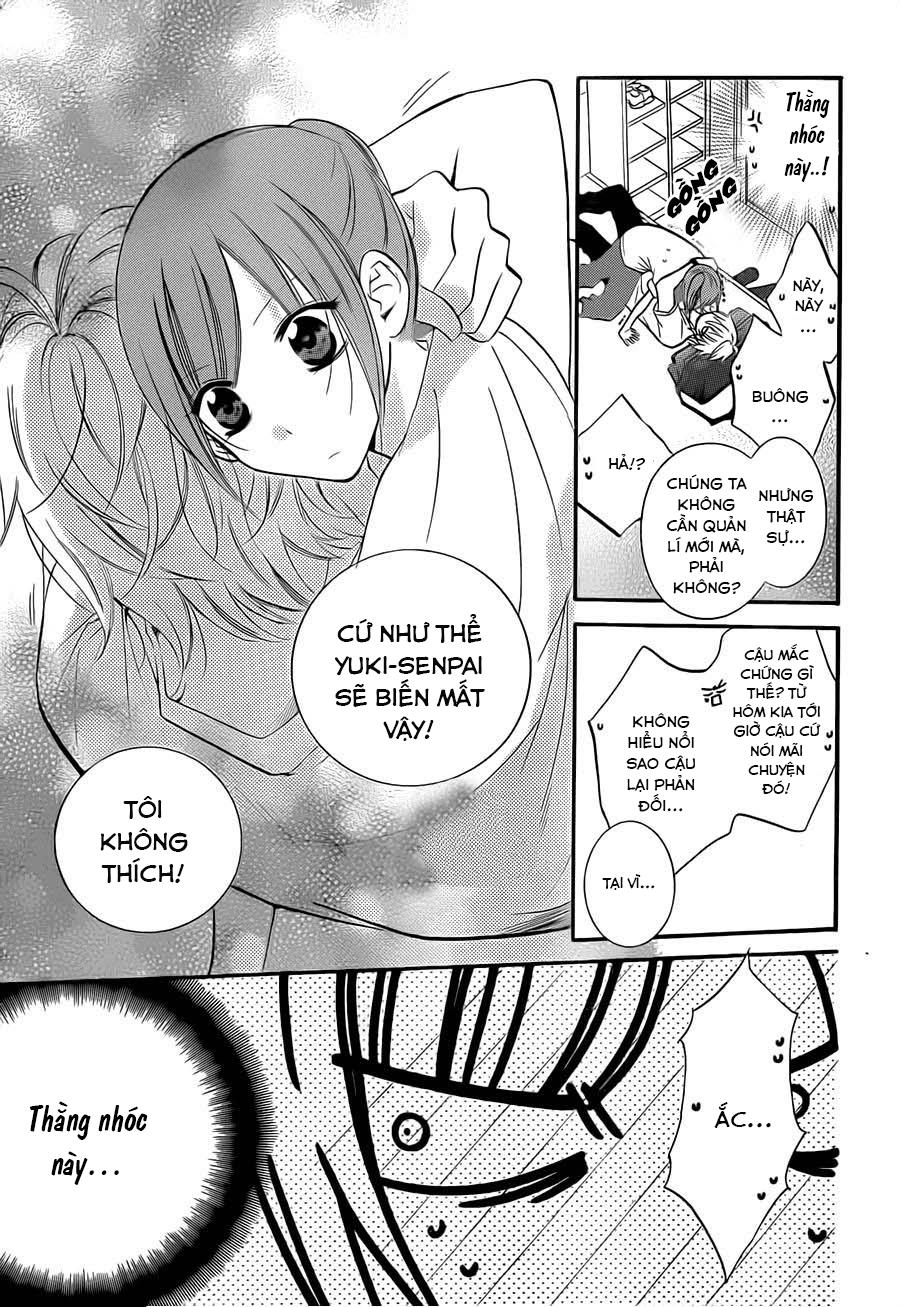 Thằng
nhóc
này..!
GỒNG
GỒNG
NÀY,
NÀY
...
BUÔNG
...
NHƯNG
THẬT
SỰ...
CHÚNG TA
KHÔNG
CẦN QUẢN
LÍ MỚI MÀ,
PHẢI
KHÔNG?
HẢ!?
CẬU MẮC
CHỨNG GÌ
THẾ? TỪ
HÔM KIA TỚI
GIỜ CẬU CỨ
NÓI MÃI
CHUYỆN
ĐÓ!
KHÔNG
HIỂU NỔI
SAO CẬU
LẠI PHẢN
ĐỐI...
TẠI VÌ...
CỨ NHƯ THỂ
YUKI-SENPAI
SẼ BIẾN MẤT
VẬY!
TÔI
KHÔNG
THÍCH!
ẮC...
Thằng nhóc
này...